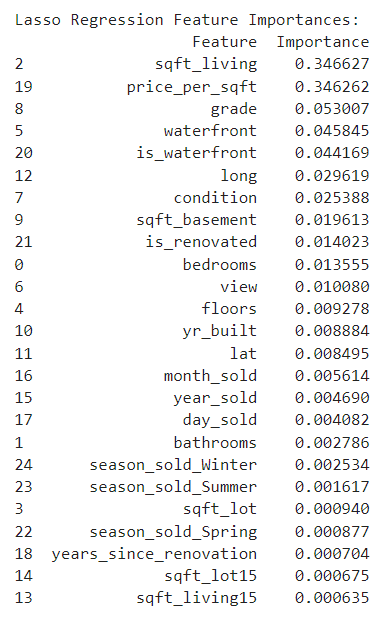 Lasso Regression Feature Importances:
Feature Importance
2 sqft_living 0.346627
19 price_per_sqft 0.346262
8 grade 0.053007
5 waterfront 0.045845
20 is_waterfront 0.044169
12 long 0.029619
7 condition 0.025388
9 sqft_basement 0.019613
21 is_renovated 0.014023
0 bedrooms 0.013555
6 view 0.010080
4 floors 0.009278
10 yr_built 0.008884
11 lat 0.008495
16 month_sold 0.005614
15 year_sold 0.004690
17 day_sold 0.004082
1 bathrooms 0.002786
24 season_sold_Winter 0.002534
23 season_sold_Summer 0.001617
3 sqft_lot 0.000940
22 season_sold_Spring 0.000877
18 years_since_renovation 0.000704
14 sqft_lot15 0.000675
13 sqft_living15 0.000635